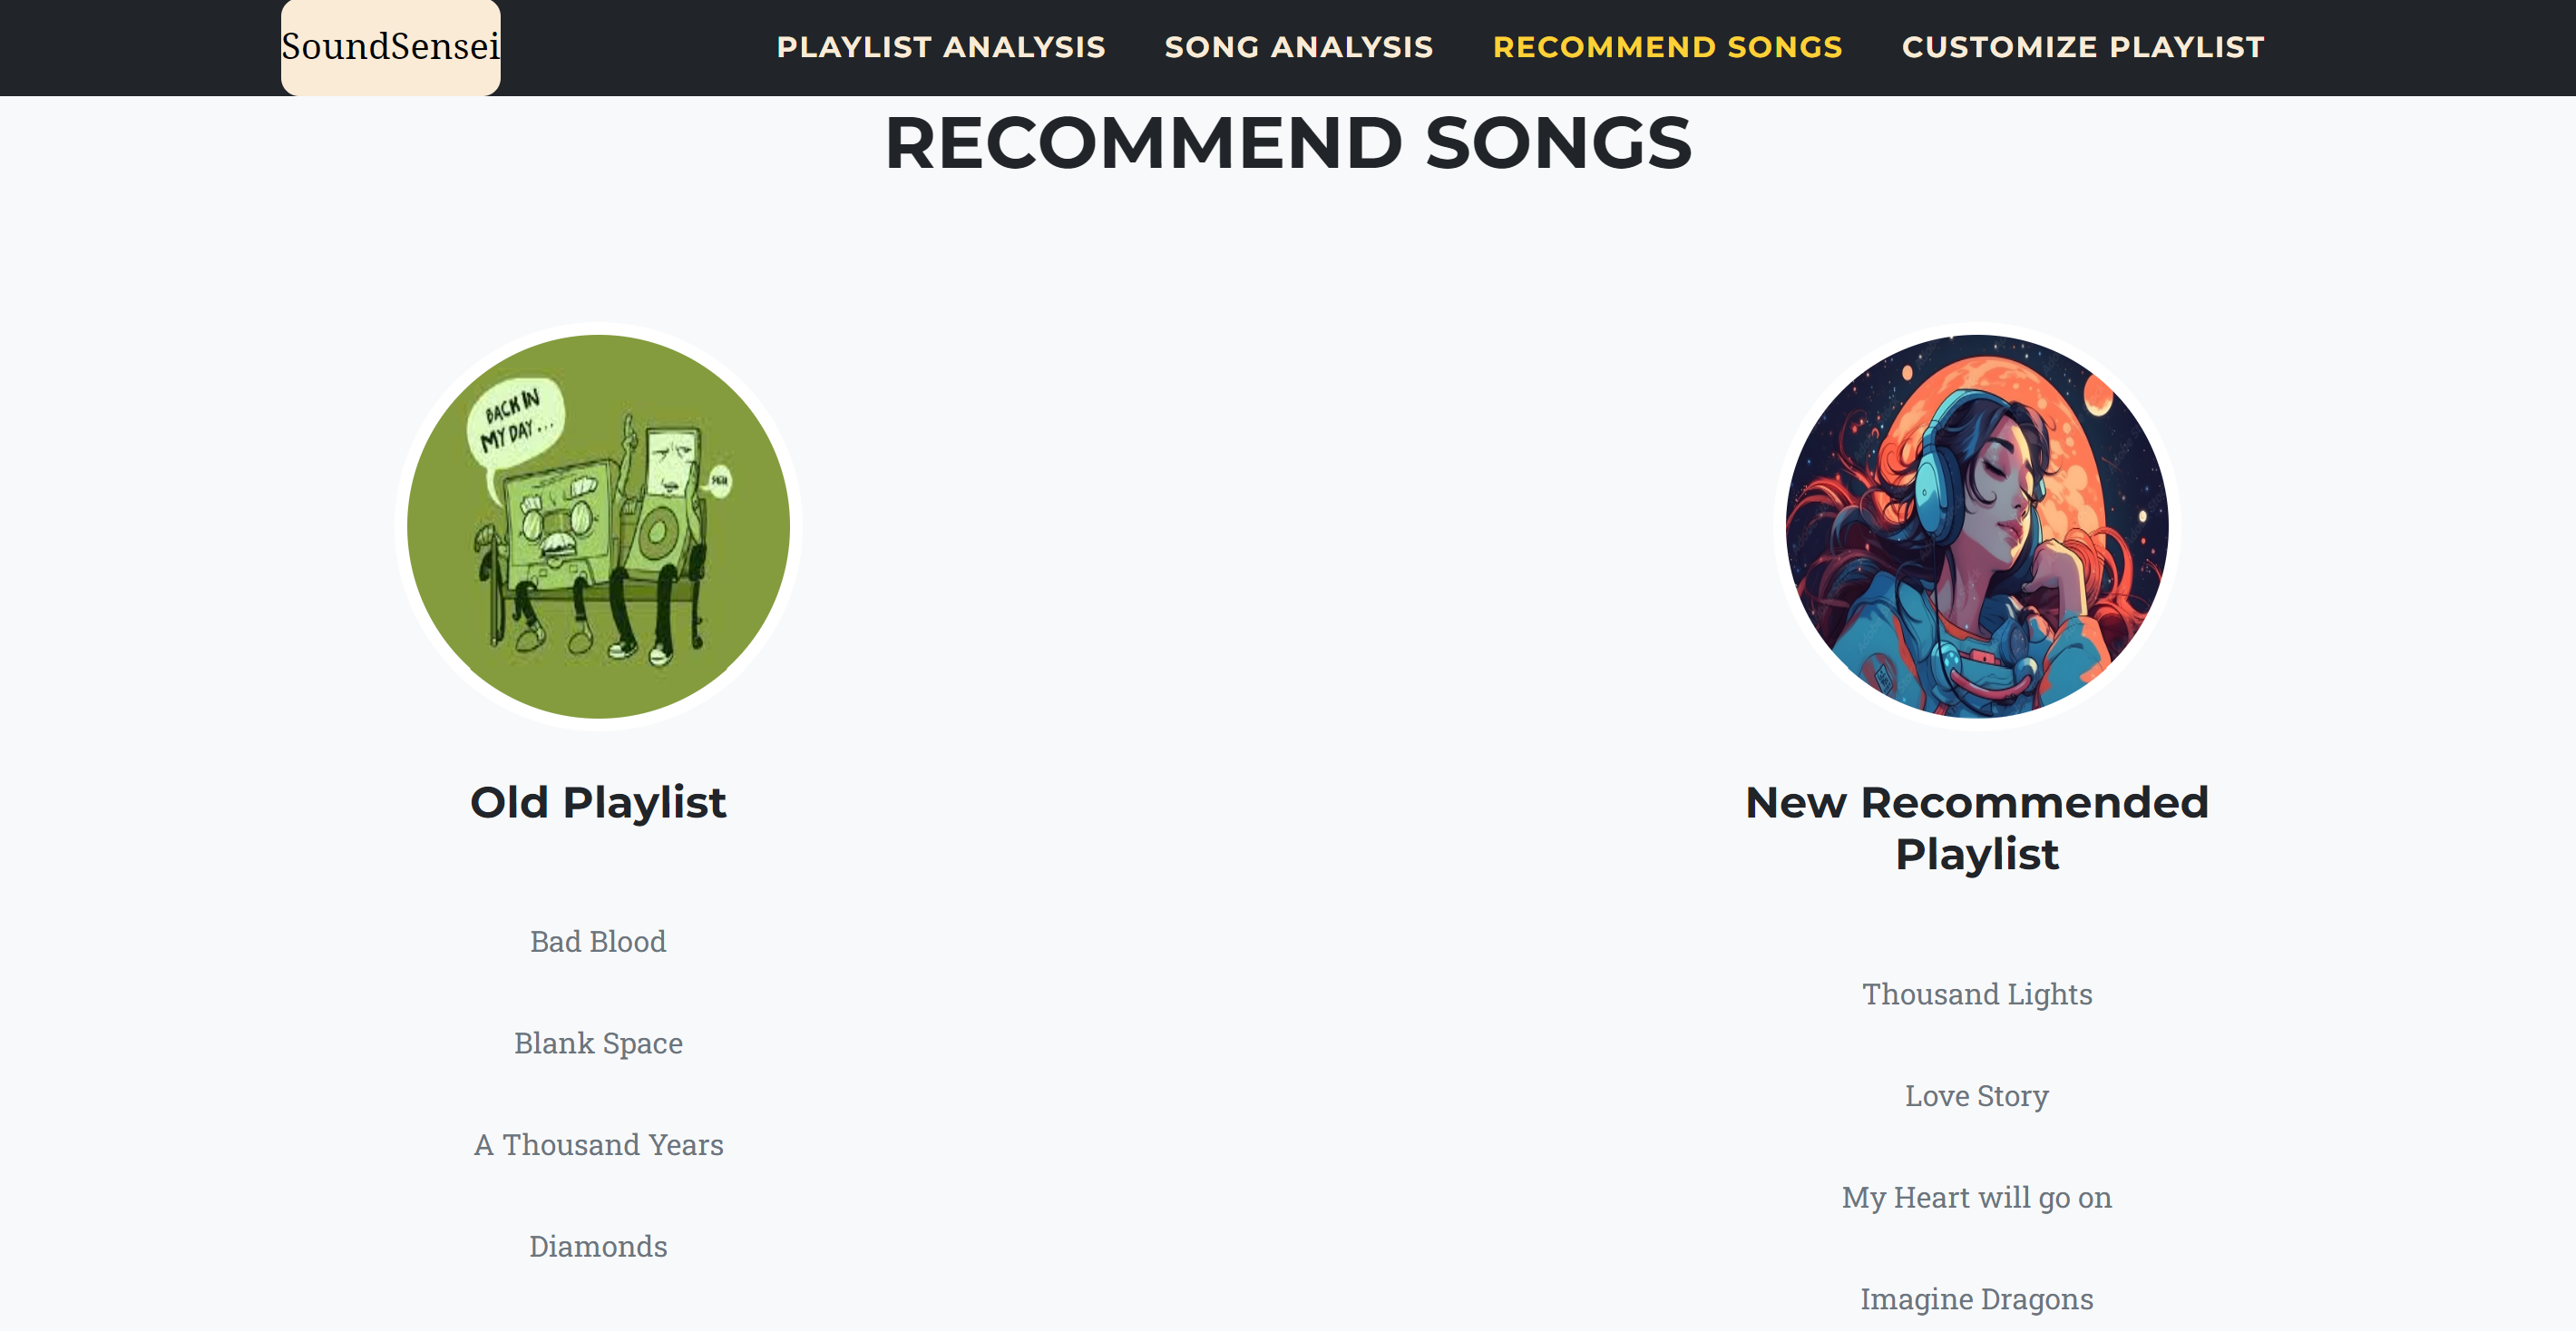 SoundSensei
PLAYLIST ANALYSIS
SONG ANALYSIS
RECOMMEND SONGS
CUSTOMIZE PLAYLIST
RECOMMEND SONGS
BACK IN
MY DAY...
Old Playlist
Bad Blood
Blank Space
A Thousand Years
Diamonds
New Recommended
Playlist
Thousand Lights
Love Story
My Heart will go on
Imagine Dragons